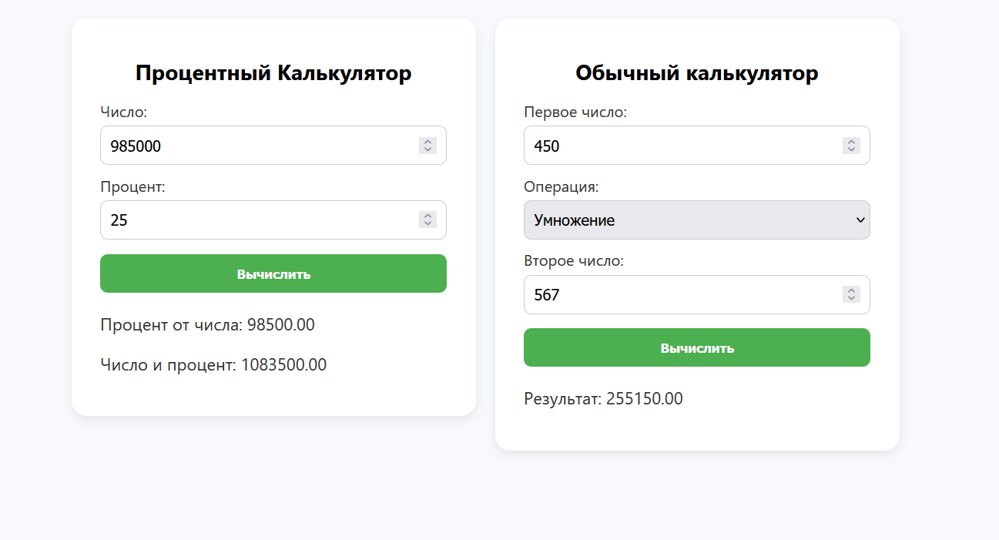 Процентный Калькулятор
Число:
985000
Процент:
25
Вычислить
Процент от числа: 98500.00
Число и процент: 1083500.00
Обычный калькулятор
Первое число:
450
Операция:
Умножение
Второе число:
567
Вычислить
Результат: 255150.00